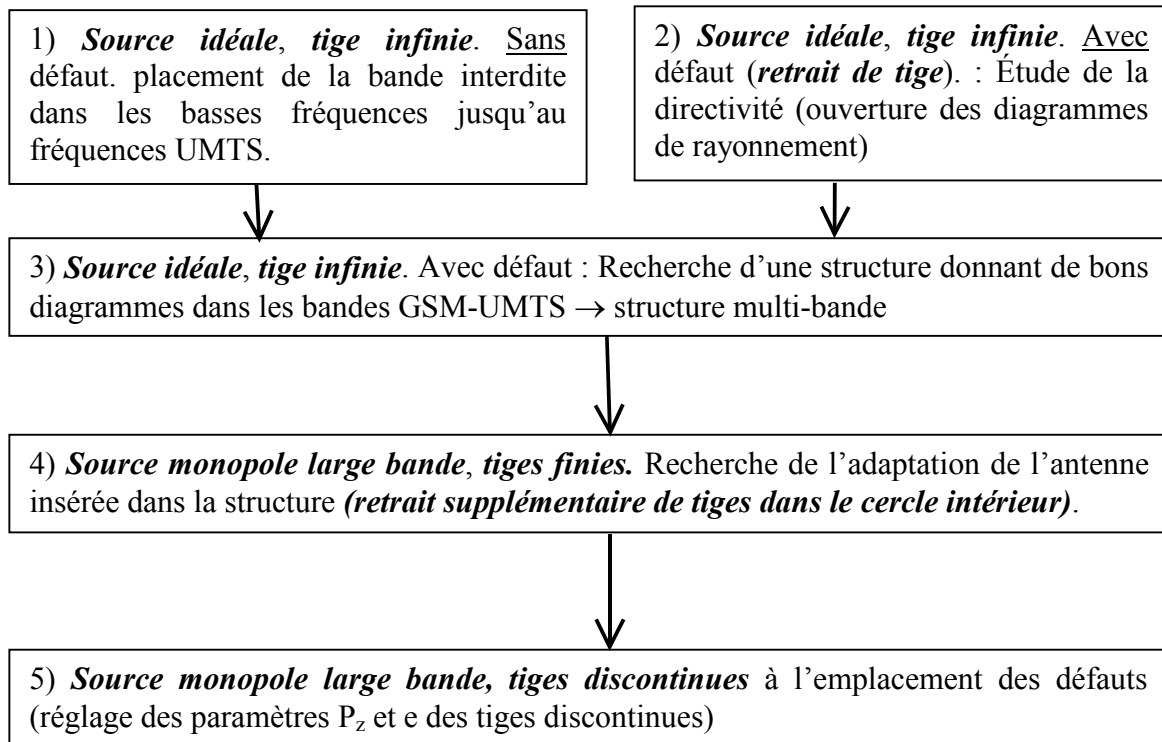 1) Source idéale, tige infinie. Sans
défaut. placement de la bande interdite
dans les basses fréquences jusqu’au
fréquences UMTS.
2) Source idéale, tige infinie. Avec
défaut (retrait de tige). : Étude de la
directivité (ouverture des diagrammes
de rayonnement)
3) Source idéale, tige infinie. Avec défaut : Recherche d’une structure donnant de bons
diagrammes dans les bandes GSM-UMTS → structure multi-bande
4) Source monopole large bande, tiges finies. Recherche de l’adaptation de l’antenne
insérée dans la structure (retrait supplémentaire de tiges dans le cercle intérieur).
5) Source monopole large bande, tiges discontinues à l’emplacement des défauts
(réglage des paramètres Pz et e des tiges discontinues)